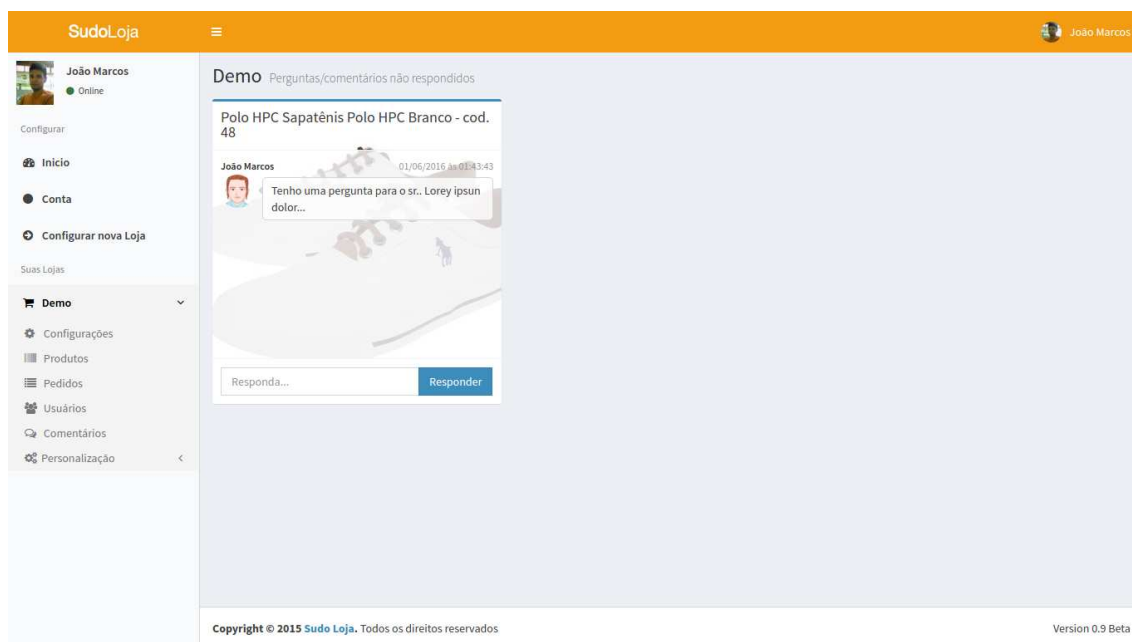 SudoLoja
João Marcos
João Marcos
Online
Configurar
Inicio
Conta
Configurar nova Loja
Suas Lojas
Demo
Configurações
Produtos
Pedidos
Usuários
Comentários
Personalização
Demo Perguntas/comentários não respondidos
Polo HPC Sapatênis Polo HPC Branco - cod.
48
João Marcos 01/06/2016 às 01:43:43
Tenho uma pergunta para o sr.. Lorey ipsun
dolor...
Responda... Responder
Copyright © 2015 Sudo Loja. Todos os direitos reservados
Version 0.9 Beta